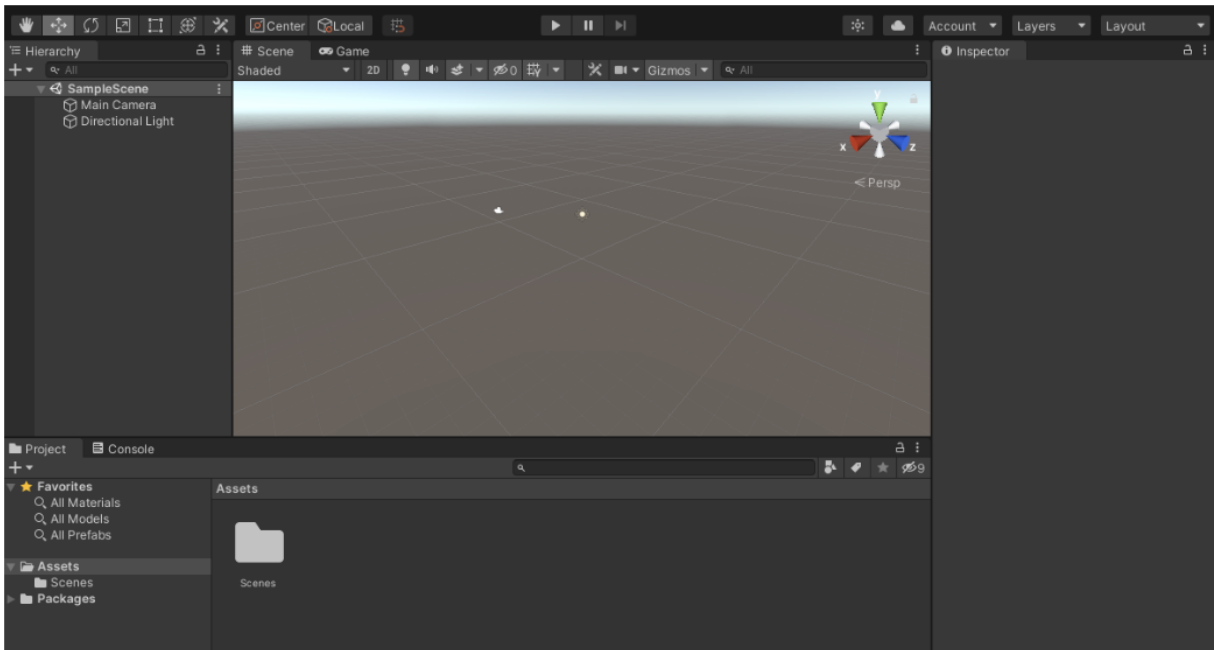 Center Local Account Layers Layout
Hierarchy
All
SampleScene
Main Camera
Directional Light
Scene Game
Shaded 2D 0 Gizmos All
y
x z
Persp
Inspector
Project Console
9
Favorites
All Materials
All Models
All Prefabs
Assets
Scenes
Packages
Assets
Scenes